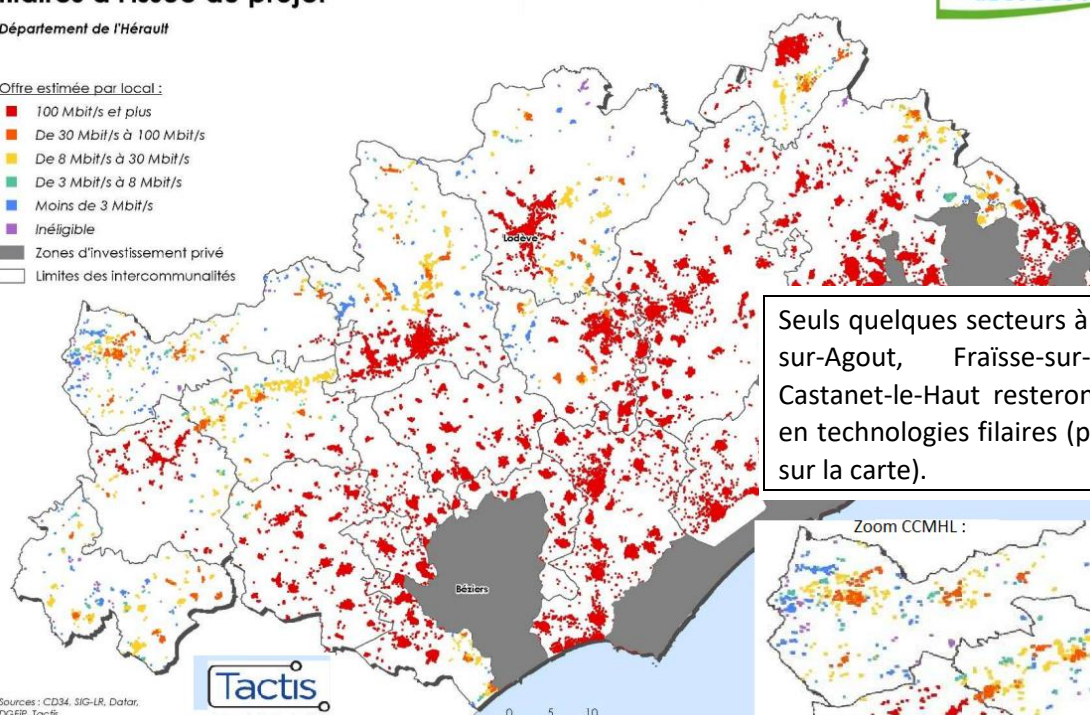 Département de l'Hérault
Offre estimée par local :
100 Mbit/s et plus
De 30 Mbit/s à 100 Mbit/s
De 8 Mbit/s à 30 Mbit/s
De 3 Mbit/s à 8 Mbit/s
Moins de 3 Mbit/s
Inéligible
Zones d'investissement privé
Limites des intercommunalités
Lodève
Béziers
Seuls quelques secteurs à
sur-Agout, Fraïsse-sur-
Castanet-le-Haut resteron
en technologies filaires (p
sur la carte).
Zoom CCMHL :
Tactis
Sources : CD34, SIG-LR, Datar,
DGFiP, Tactis
0 5 10